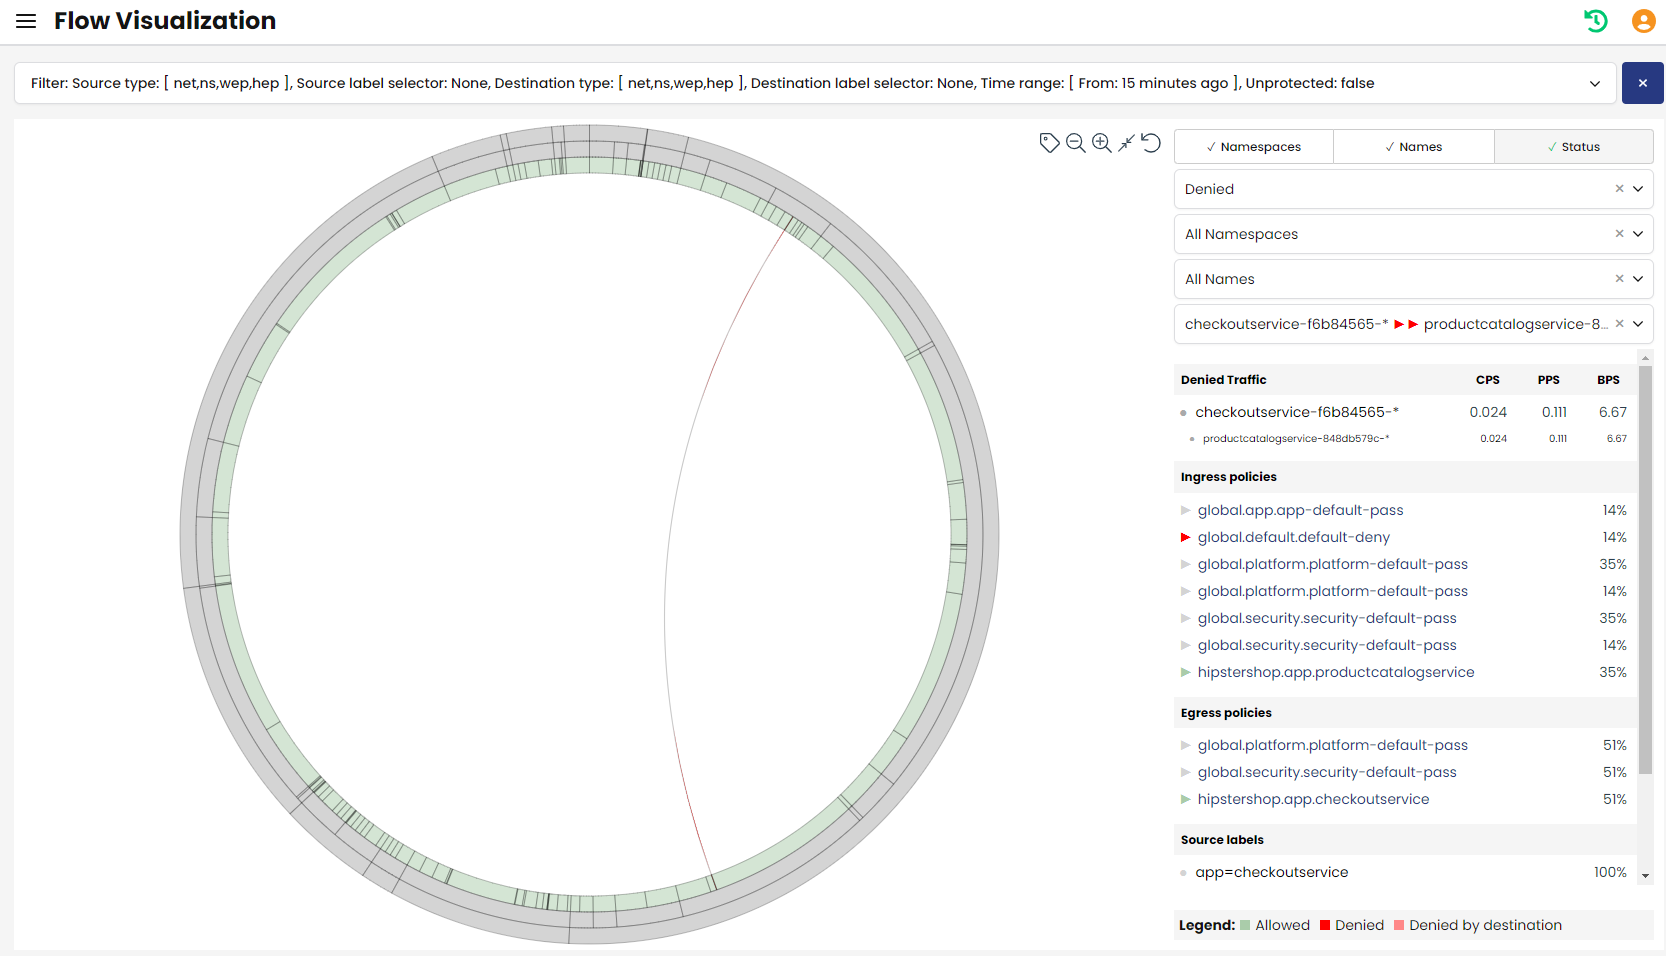 Flow Visualization
Filter: Source type: [ net,ns,wep,hep ], Source label selector: None, Destination type: [ net,ns,wep,hep ], Destination label selector: None, Time range: [ From: 15 minutes ago ], Unprotected: false
✓ Namespaces ✓ Names ✓ Status
Denied
All Namespaces
All Names
checkoutservice-f6b84565-* ▶▶ productcatalogservice-8...
Denied Traffic CPS PPS BPS
checkoutservice-f6b84565-* 0.024 0.111 6.67
productcatalogservice-848db579c-* 0.024 0.111 6.67
Ingress policies
global.app.app-default-pass 14%
global.default.default-deny 14%
global.platform.platform-default-pass 35%
global.platform.platform-default-pass 14%
global.security.security-default-pass 35%
global.security.security-default-pass 14%
hipstershop.app.productcatalogservice 35%
Egress policies
global.platform.platform-default-pass 51%
global.security.security-default-pass 51%
hipstershop.app.checkoutservice 51%
Source labels
app=checkoutservice 100%
Legend: Allowed Denied Denied by destination